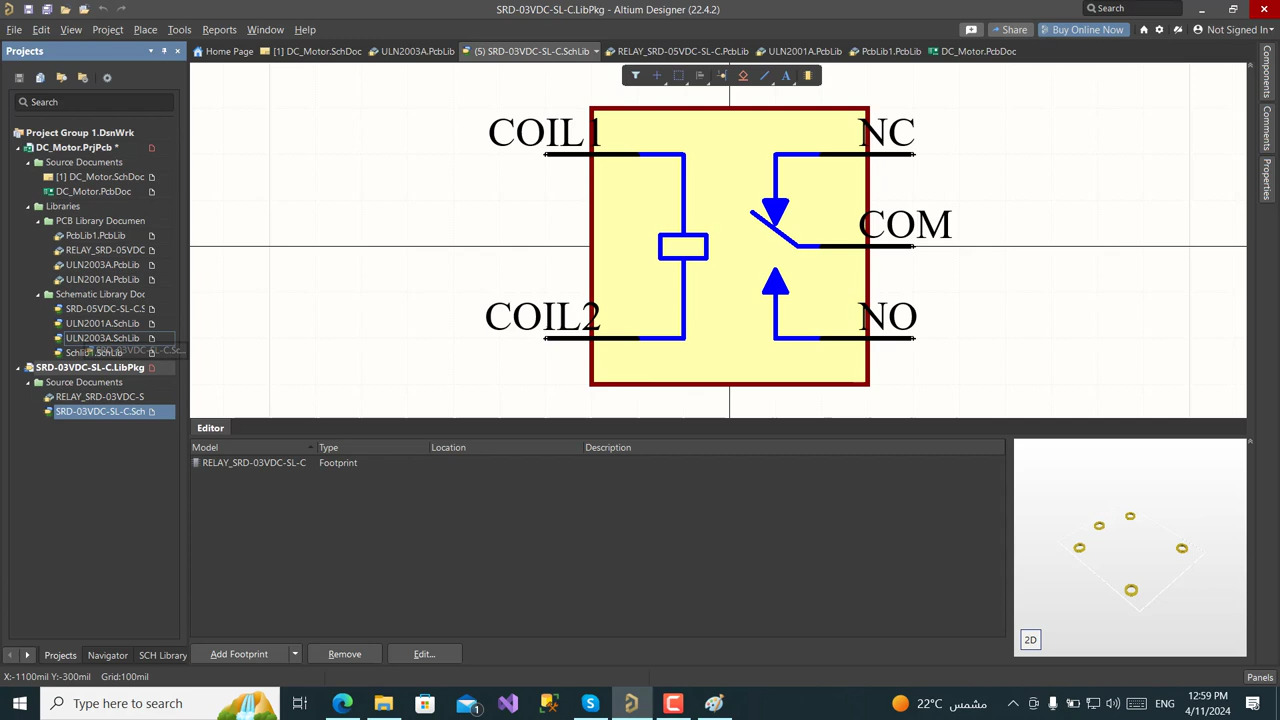 SRD-03VDC-SL-C.LibPkg - Altium Designer (22.4.2)
Search
File Edit View Project Place Design Tools Reports Window Help
Share
Buy Online Now
Not Signed In
Projects
Home Page
[1] DC_Motor.SchDoc
ULN2003A.PcbLib
(5) SRD-03VDC-SL-C.SchLib
RELAY_SRD-05VDC-SL-C.PcbLib
ULN2001A.PcbLib
PcbLib1.PcbLib
DC_Motor.PcbDoc
Search
Project Group 1.DsnWrk
DC_Motor.PrjPcb *
Source Documents
[1] DC_Motor.SchDoc
DC_Motor.PcbDoc
Libraries
PCB Library Documen
PcbLib1.PcbLib
RELAY_SRD-05VDC
ULN2003A.PcbLib
ULN2001A.PcbLib
Schematic Library Doc
SRD-05VDC-SL-C.S
ULN2001A.SchLib
ULN2003A.SchLib
Schlib1.SchLib
SRD-03VDC-SL-C.LibPkg
Source Documents
RELAY_SRD-03VDC-S
SRD-03VDC-SL-C.Sch
COIL1
NC
COM
COIL2
NO
A
Editor
Model Type Location Description
RELAY_SRD-03VDC-SL-C Footprint
2D
Add Footprint
Remove
Edit...
Projects Navigator SCH Library
X:-1100mil Y:-300mil Grid:100mil
Panels
Components
Comments
Properties
Type here to search
22°C مشمس
ENG
12:59 PM
4/11/2024